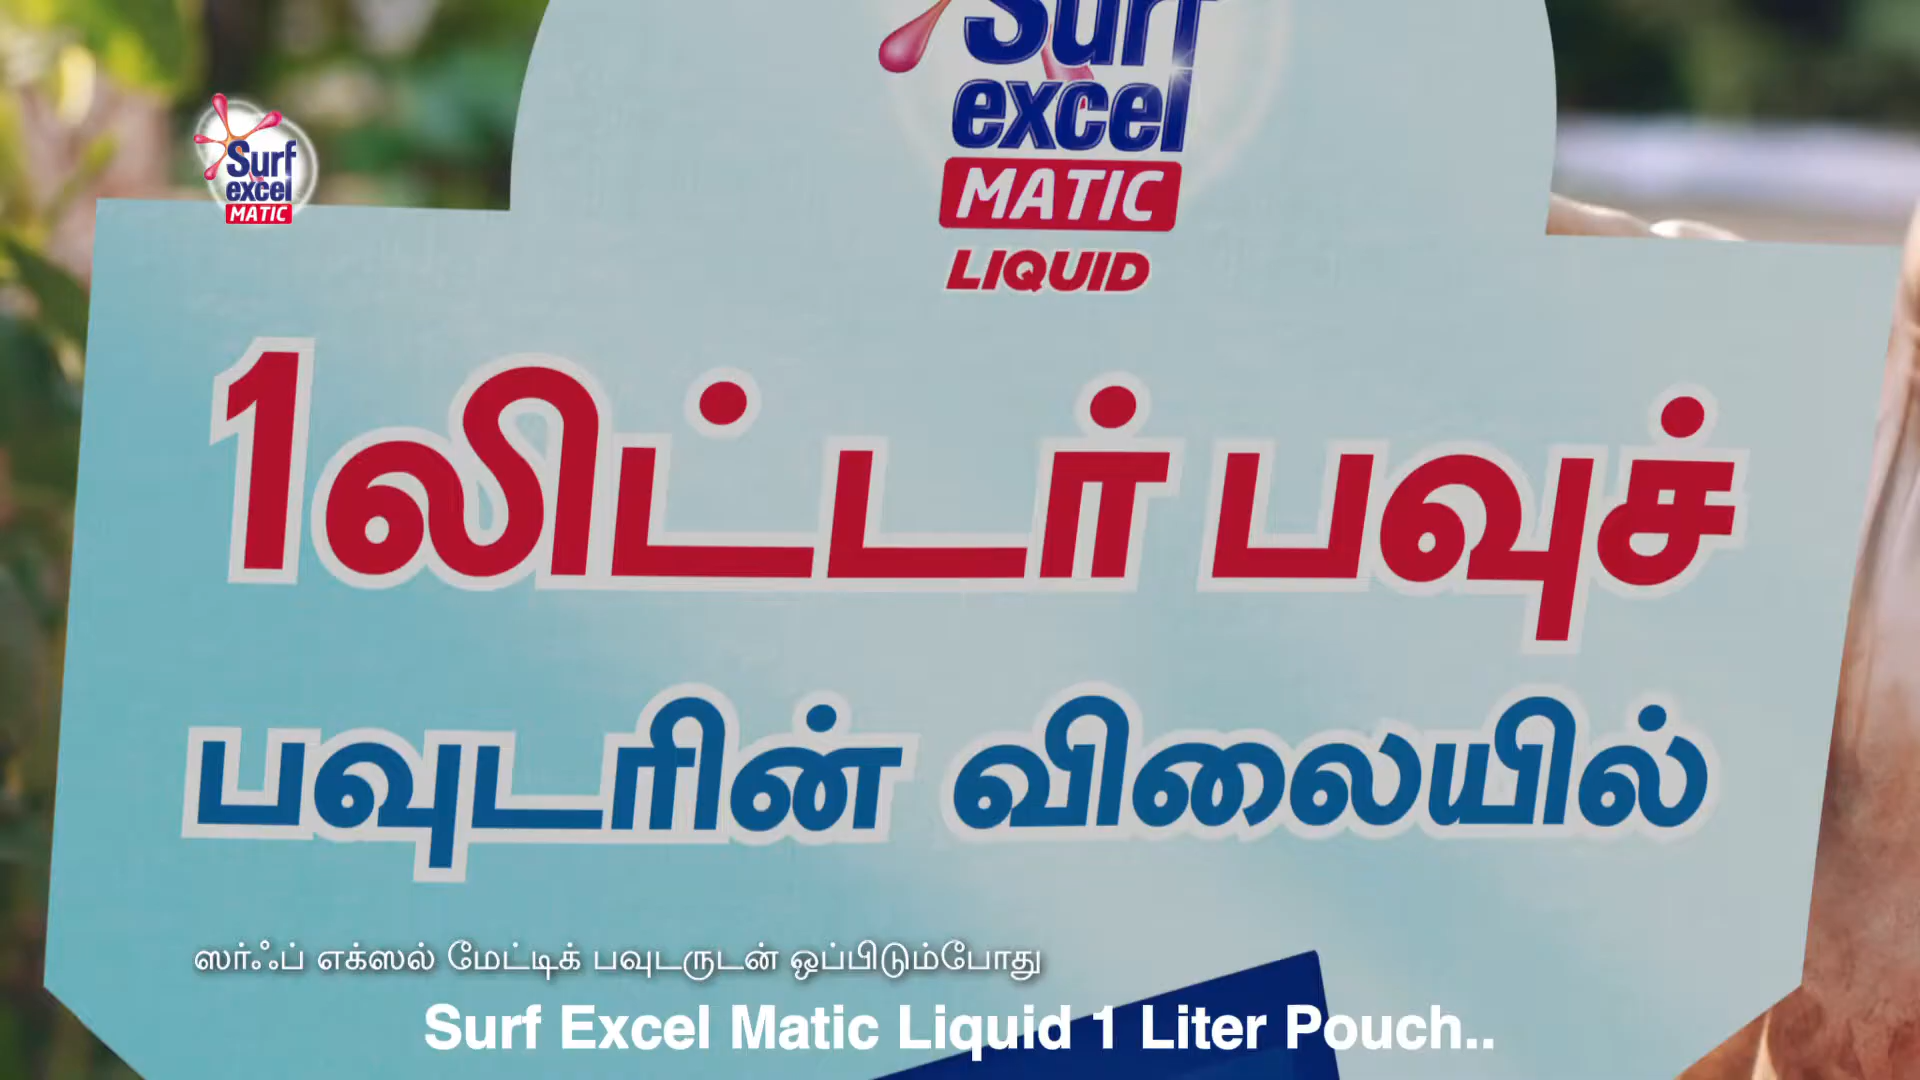 Surf
excel
MATIC
LIQUID
Surf
excel
MATIC
1லிட்டர் பவுச்
பவுடரின் விலையில்
ஸர்ஃப் எக்ஸல் மேட்டிக் பவுடருடன் ஒப்பிடும்போது
Surf Excel Matic Liquid 1 Liter Pouch..